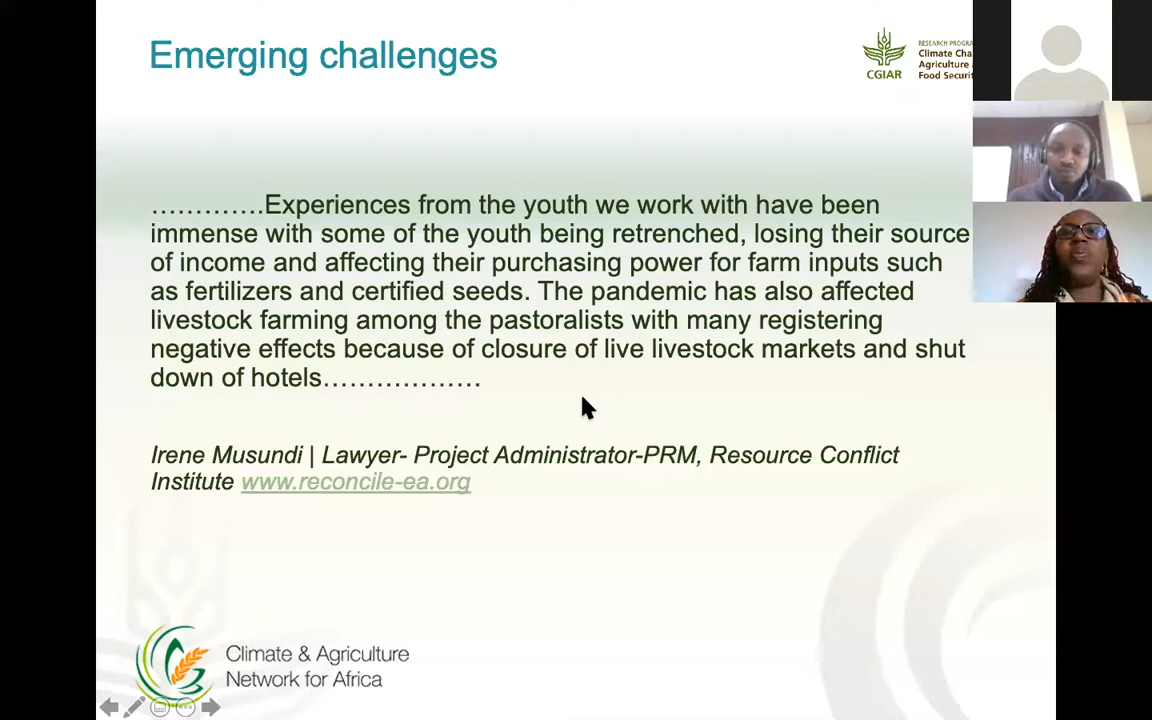 Emerging challenges
CGIAR
RESEARCH
Climate
Agriculture
Food
………….Experiences from the youth we work with have been
immense with some of the youth being retrenched, losing their source
of income and affecting their purchasing power for farm inputs such
as fertilizers and certified seeds. The pandemic has also affected
livestock farming among the pastoralists with many registering
negative effects because of closure of live livestock markets and shut
down of hotels………………
Irene Musundi | Lawyer- Project Administrator-PRM, Resource Conflict
Institute www.reconcile-ea.org
Climate & Agriculture
Network for Africa